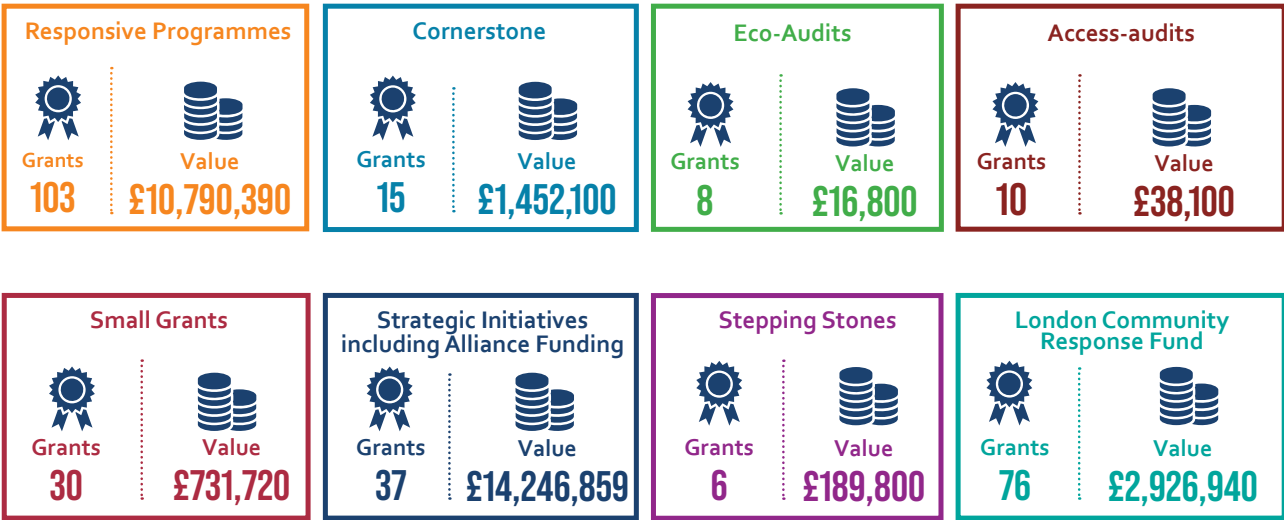 Responsive Programmes
Grants
103
Value
£10,790,390
Cornerstone
Grants
15
Value
£1,452,100
Eco-Audits
Grants
8
Value
£16,800
Access-audits
Grants
10
Value
£38,100
Small Grants
Grants
30
Value
£731,720
Strategic Initiatives
including Alliance Funding
Grants
37
Value
£14,246,859
Stepping Stones
Grants
6
Value
£189,800
London Community
Response Fund
Grants
76
Value
£2,926,940